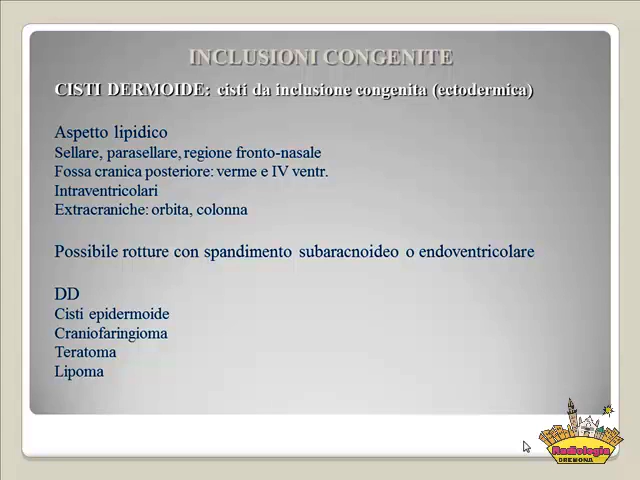 INCLUSIONI CONGENITE
CISTI DERMOIDE: cisti da inclusione congenita (ectodermica)
Aspetto lipidico
Sellare, parasellare, regione fronto-nasale
Fossa cranica posteriore: verme e IV ventr.
Intraventricolari
Extracraniche: orbita, colonna
Possibile rotture con spandimento subaracnoideo o endoventricolare
DD
Cisti epidermoide
Craniofaringioma
Teratoma
Lipoma
Radiologia
CREMONA